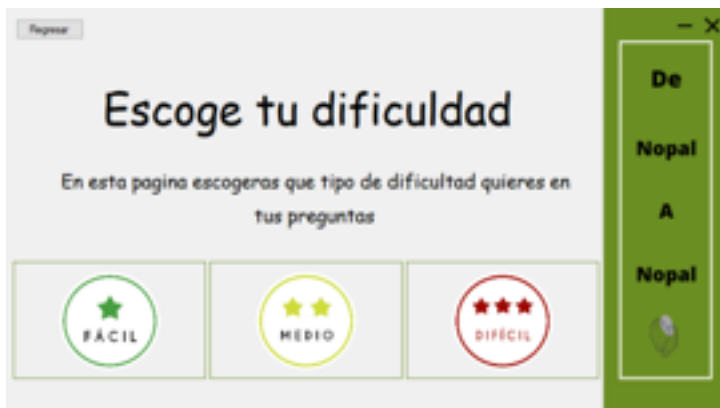 Regresar
Escoge tu dificuldad
En esta pagina escogeras que tipo de dificultad quieres en
tus preguntas
FÁCIL
MEDIO
DIFÍCIL
De
Nopal
A
Nopal